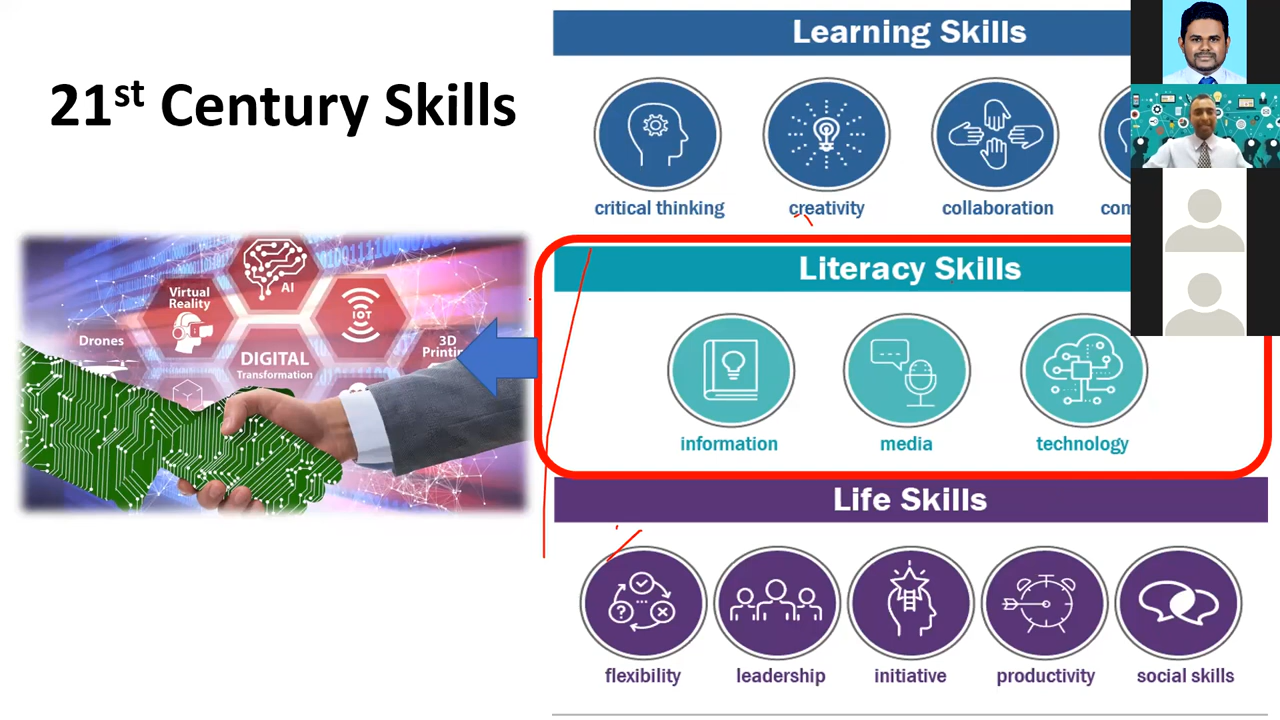 21st Century Skills
Learning Skills
critical thinking
creativity
collaboration
Virtual
Reality
AI
IOT
Drones
DIGITAL
Transformation
3D
Literacy Skills
information
media
technology
Life Skills
flexibility
leadership
initiative
productivity
social skills